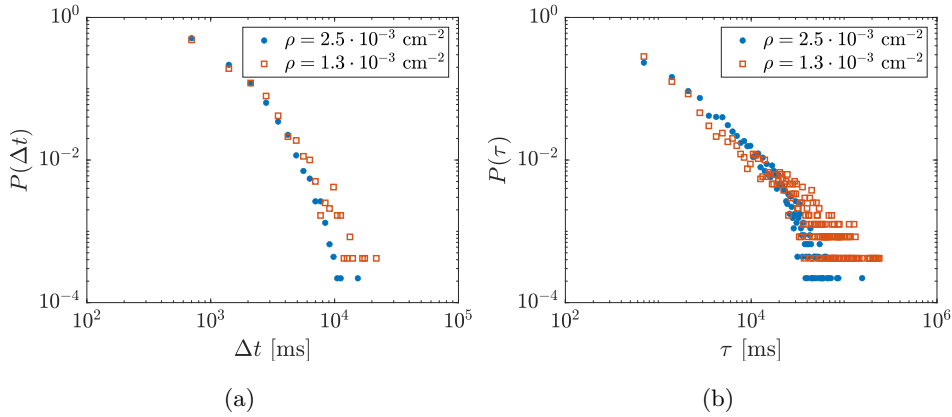 10^0
10^-2
10^-4
P(Δt)
ρ = 2.5 · 10^-3 cm^-2
ρ = 1.3 · 10^-3 cm^-2
10^2 10^3 10^4 10^5
Δt [ms]
(a)
10^0
10^-2
10^-4
P(τ)
ρ = 2.5 · 10^-3 cm^-2
ρ = 1.3 · 10^-3 cm^-2
10^2 10^4 10^6
τ [ms]
(b)